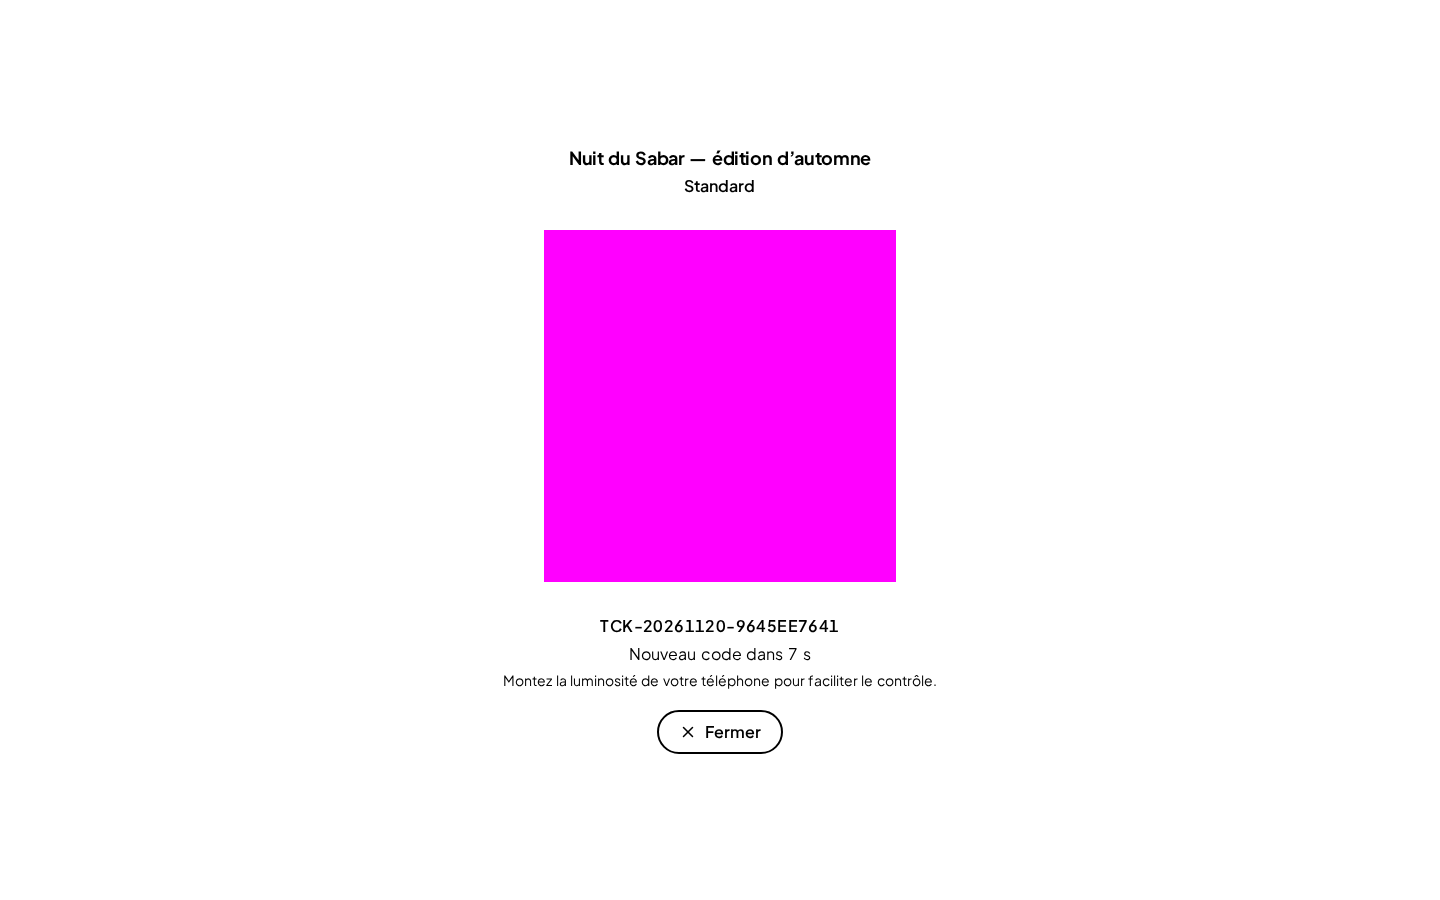 Nuit du Sabar — édition d’automne
Standard
TCK-20261120-9645EE7641
Nouveau code dans 7 s
Montez la luminosité de votre téléphone pour faciliter le contrôle.
Fermer